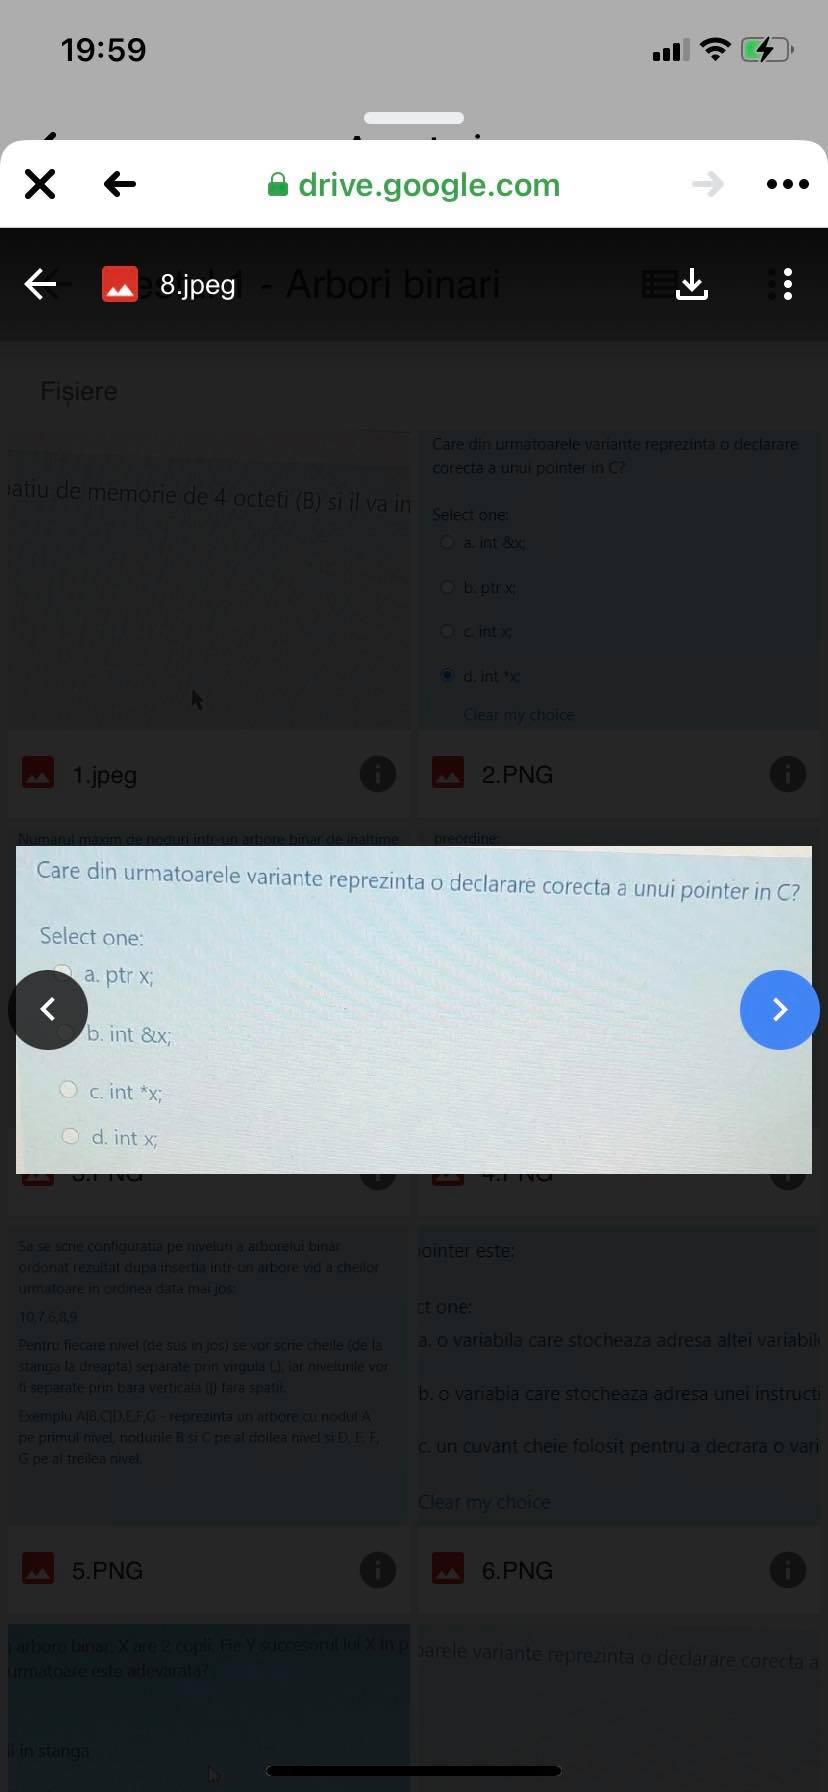 19:59
drive.google.com
8.jpeg
- Arbori binari
Fișiere
de memorie de 4 octeti (B) si il va
Care din urmatoarele variante reprezinta o declarare
corecta a unui pointer in C?
Select one:
a. int &x;
b. ptr x;
c. int x;
d. int *x;
Clear my choice
1.jpeg
2.PNG
Numarul maxim de noduri intr-un arbore binar de inaltime
preordine:
Care din urmatoarele variante reprezinta o declarare corecta a unui pointer in C?
Select one:
a. ptr x;
b. int &x;
c. int *x;
d. int x;
Sa se scrie configuratia pe niveluri a arborelui binar
ordonat rezultat dupa insertia intr-un arbore vid a cheilor
urmatoare in ordinea data mai jos:
10,7,6,8,9
Pentru fiecare nivel (de sus in jos) se vor scrie cheile (de la
stanga la dreapta) separate prin virgula (,), iar nivelurile vor
fi separate prin bara verticala (|) fara spatii.
Exemplu A|B,C|D,E,F,G - reprezinta un arbore cu nodul A
pe primul nivel, nodurile B si C pe al doilea nivel si D, E, F,
G pe al treilea nivel.
ointer este:
ct one:
a. o variabila care stocheaza adresa altei variabil
b. o variabia care stocheaza adresa unei instructi
c. un cuvant cheie folosit pentru a decrara o vari
Clear my choice
5.PNG
6.PNG
arbore binar, X are 2 copii. Fie Y succesorul lui X in p
urmatoare este adevarata?
in stanga
oarele variante reprezinta o declarare corecta a